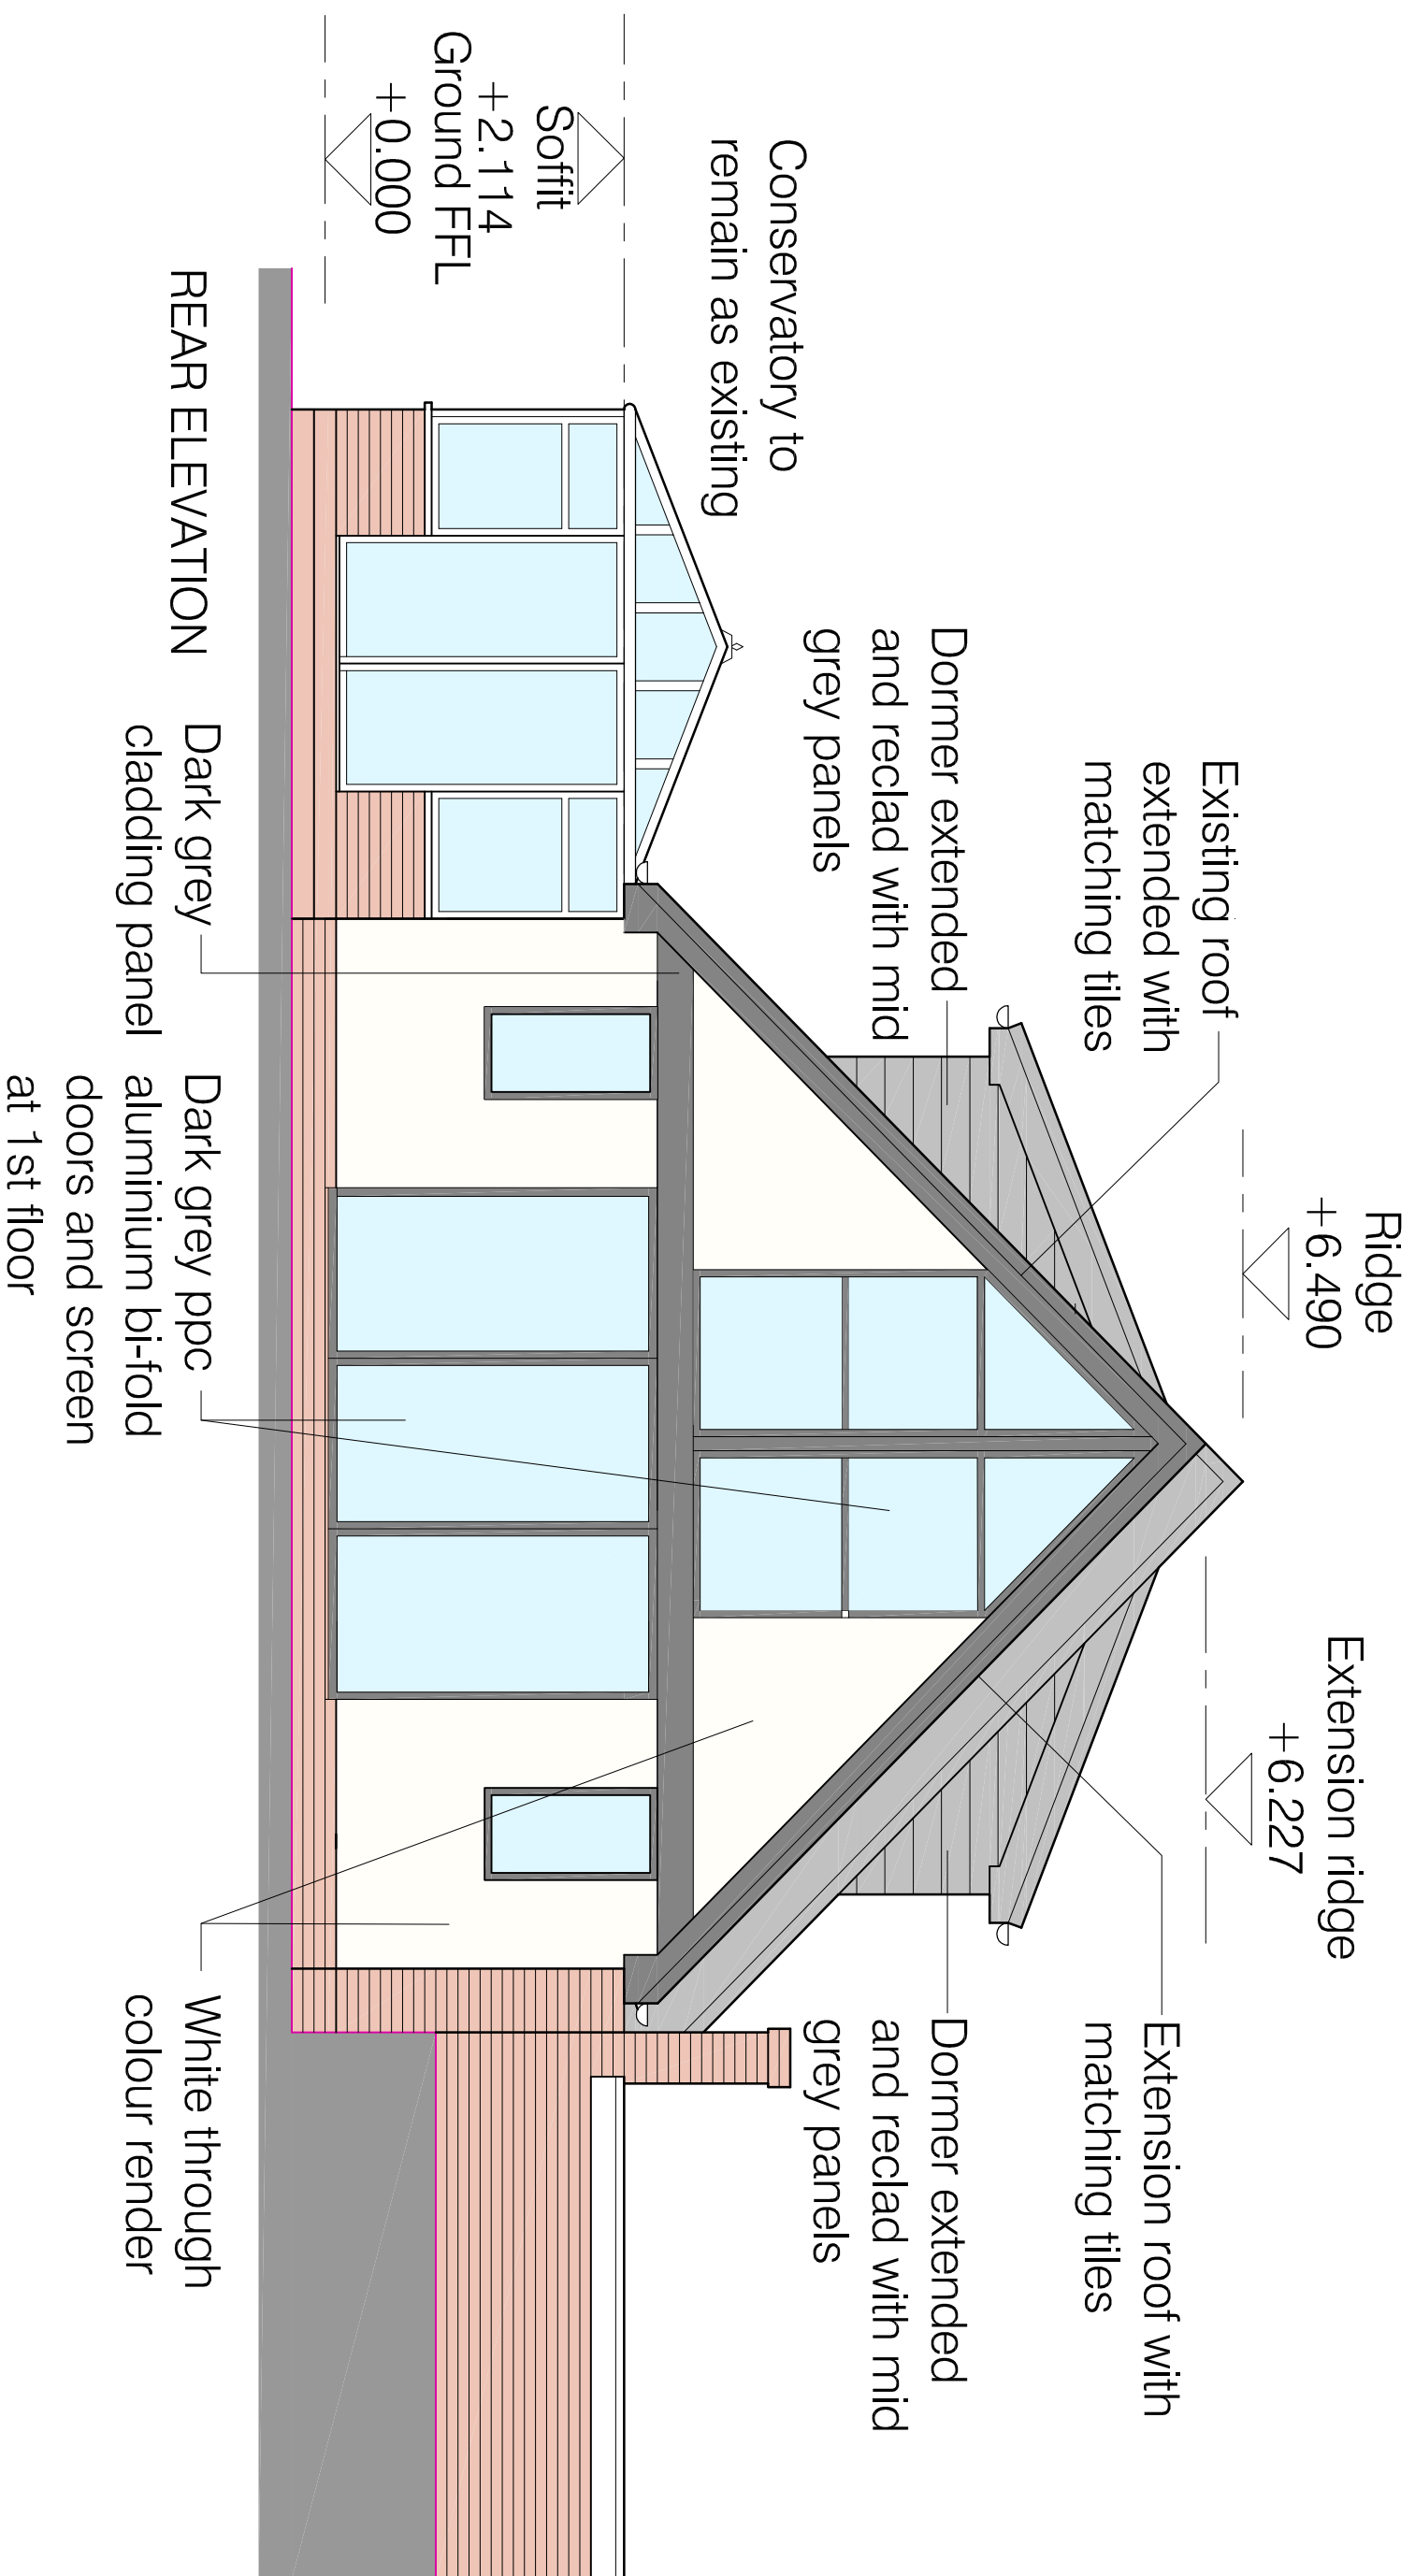 Ridge
+6.490
Extension ridge
+6.227
Existing roof
extended with
matching tiles
Extension roof with
matching tiles
Dormer extended
and reclad with mid
grey panels
Dormer extended
and reclad with mid
grey panels
Conservatory to
remain as existing
Soffit
+2.114
Ground FFL
+0.000
REAR ELEVATION
Dark grey
cladding panel
Dark grey ppc
aluminium bi-fold
doors and screen
at 1st floor
White through
colour render